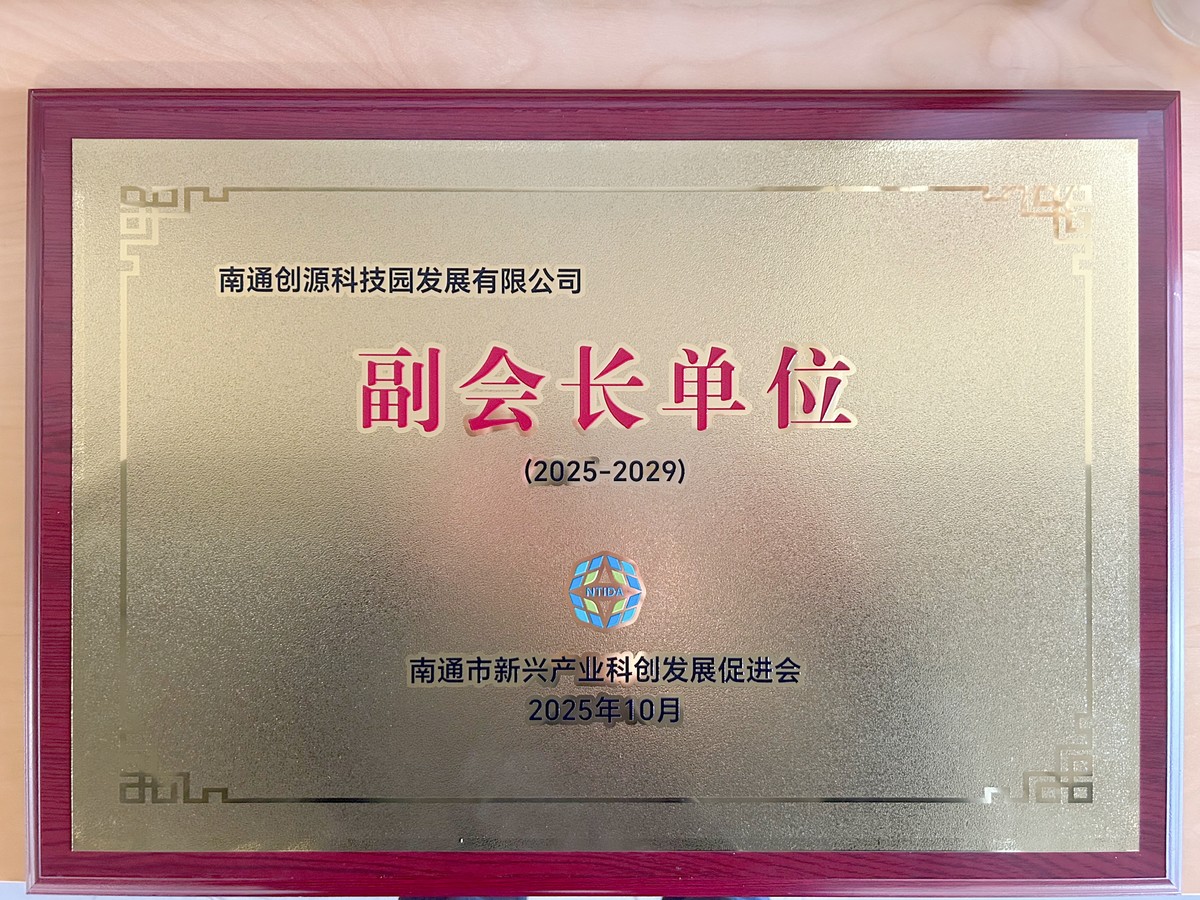 南通创源科技园发展有限公司
副会长单位
(2025-2029)
NTIDA
南通市新兴产业科创发展促进会
2025年10月